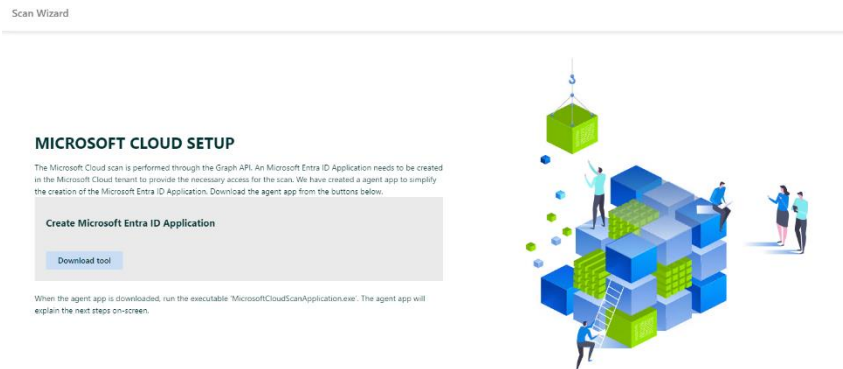 Scan Wizard
MICROSOFT CLOUD SETUP
The Microsoft Cloud scan is performed through the Graph API. An Microsoft Entra ID Application needs to be created
in the Microsoft Cloud tenant to provide the necessary access for the scan. We have created a agent app to simplify
the creation of the Microsoft Entra ID Application. Download the agent app from the buttons below.
Create Microsoft Entra ID Application
Download tool
When the agent app is downloaded, run the executable 'MicrosoftCloudScanApplication.exe'. The agent app will
explain the next steps on-screen.